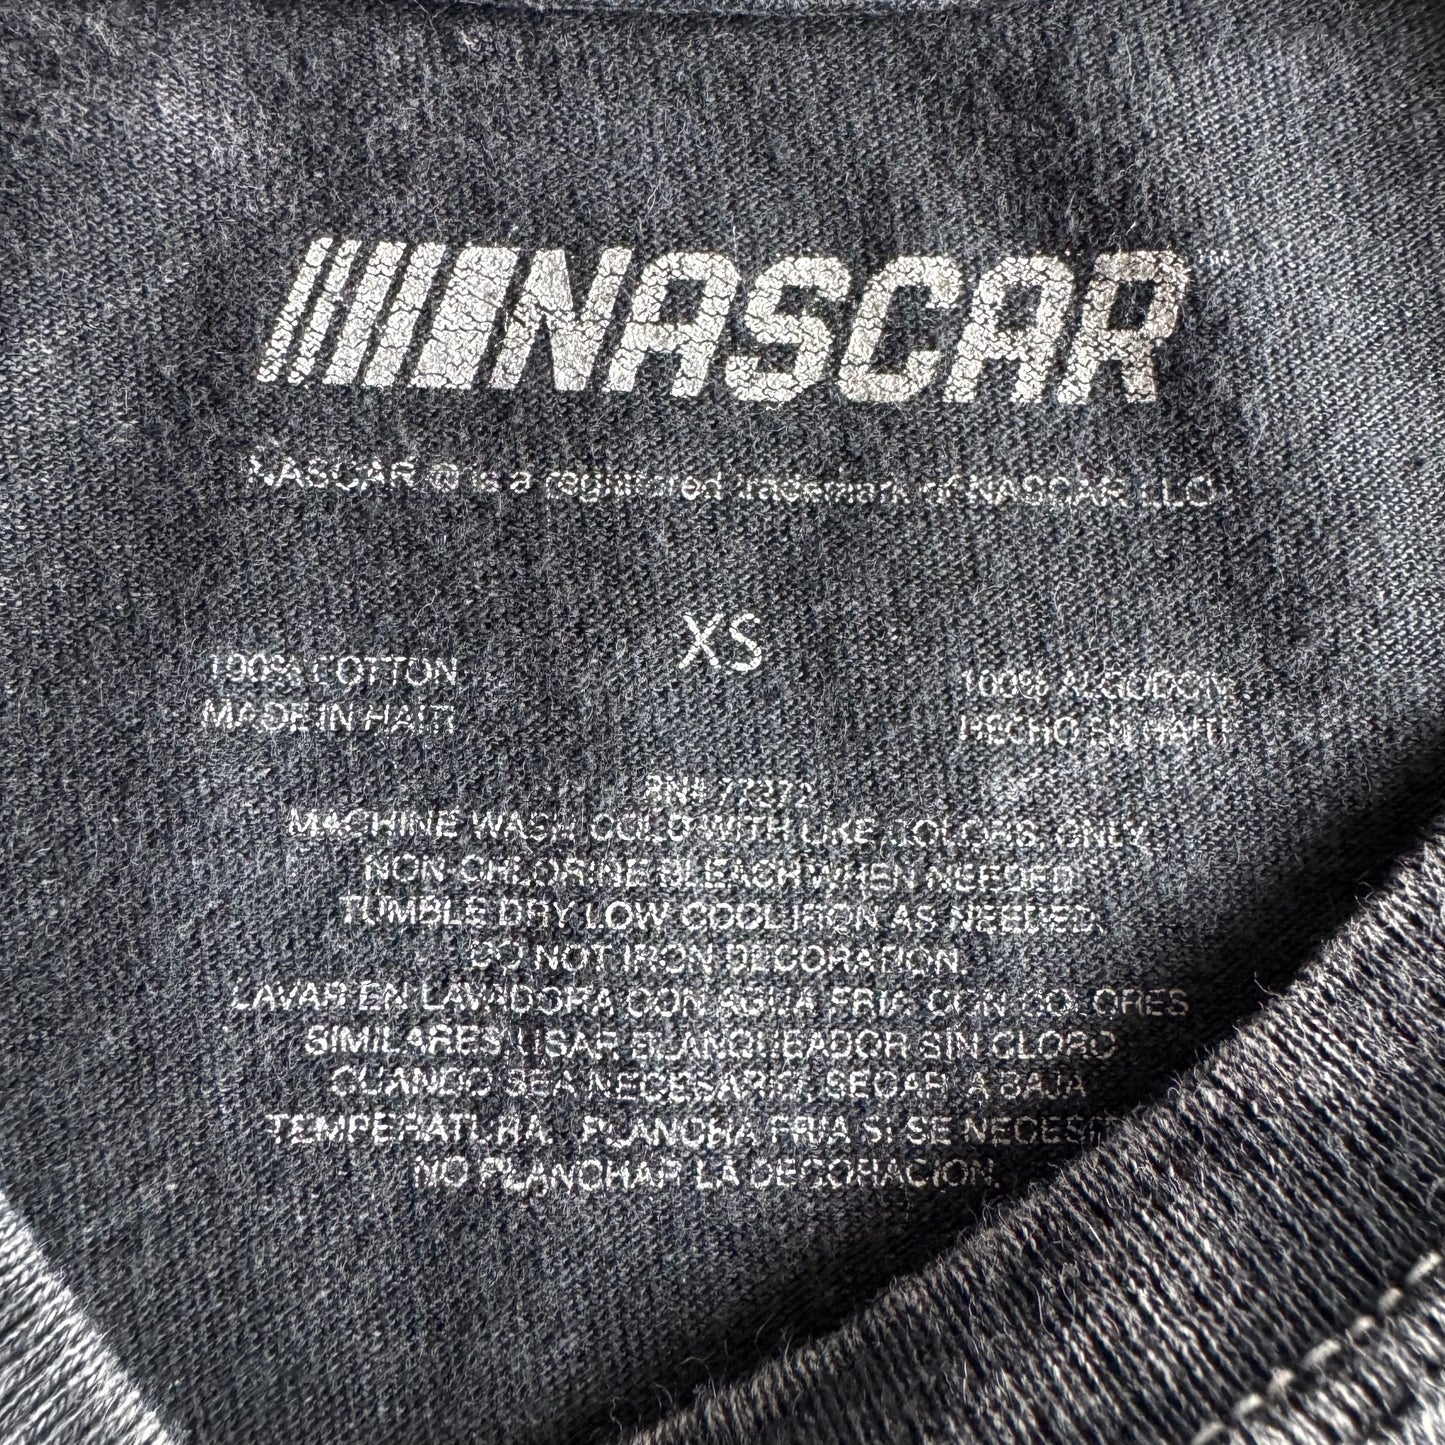 NASCAR™
NASCAR ® is a registered trademark of NASCAR, LLC
XS
100% COTTON
MADE IN HAITI
100% ALGODON
HECHO EN HAITI
RN# 77372
MACHINE WASH COLD WITH LIKE COLORS. ONLY
NON-CHLORINE BLEACH WHEN NEEDED.
TUMBLE DRY LOW COOL IRON AS NEEDED.
DO NOT IRON DECORATION.
LAVAR EN LAVADORA CON AGUA FRIA CON COLORES
SIMILARES USAR BLANQUEADOR SIN CLORO
CUANDO SEA NECESARIO, SECAR A BAJA
TEMPERATURA. PLANCHA FRIA SI SE NECESIT
NO PLANCHAR LA DECORACION.